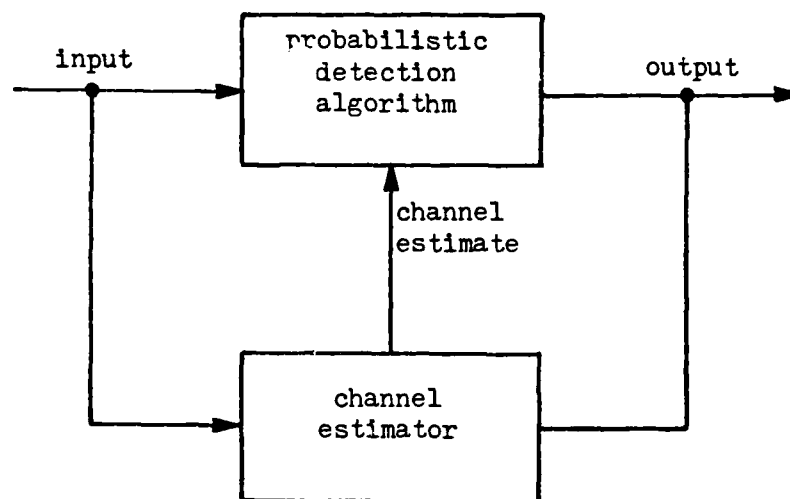 probabilistic
detection
algorithm
input
output
channel
estimate
channel
estimator